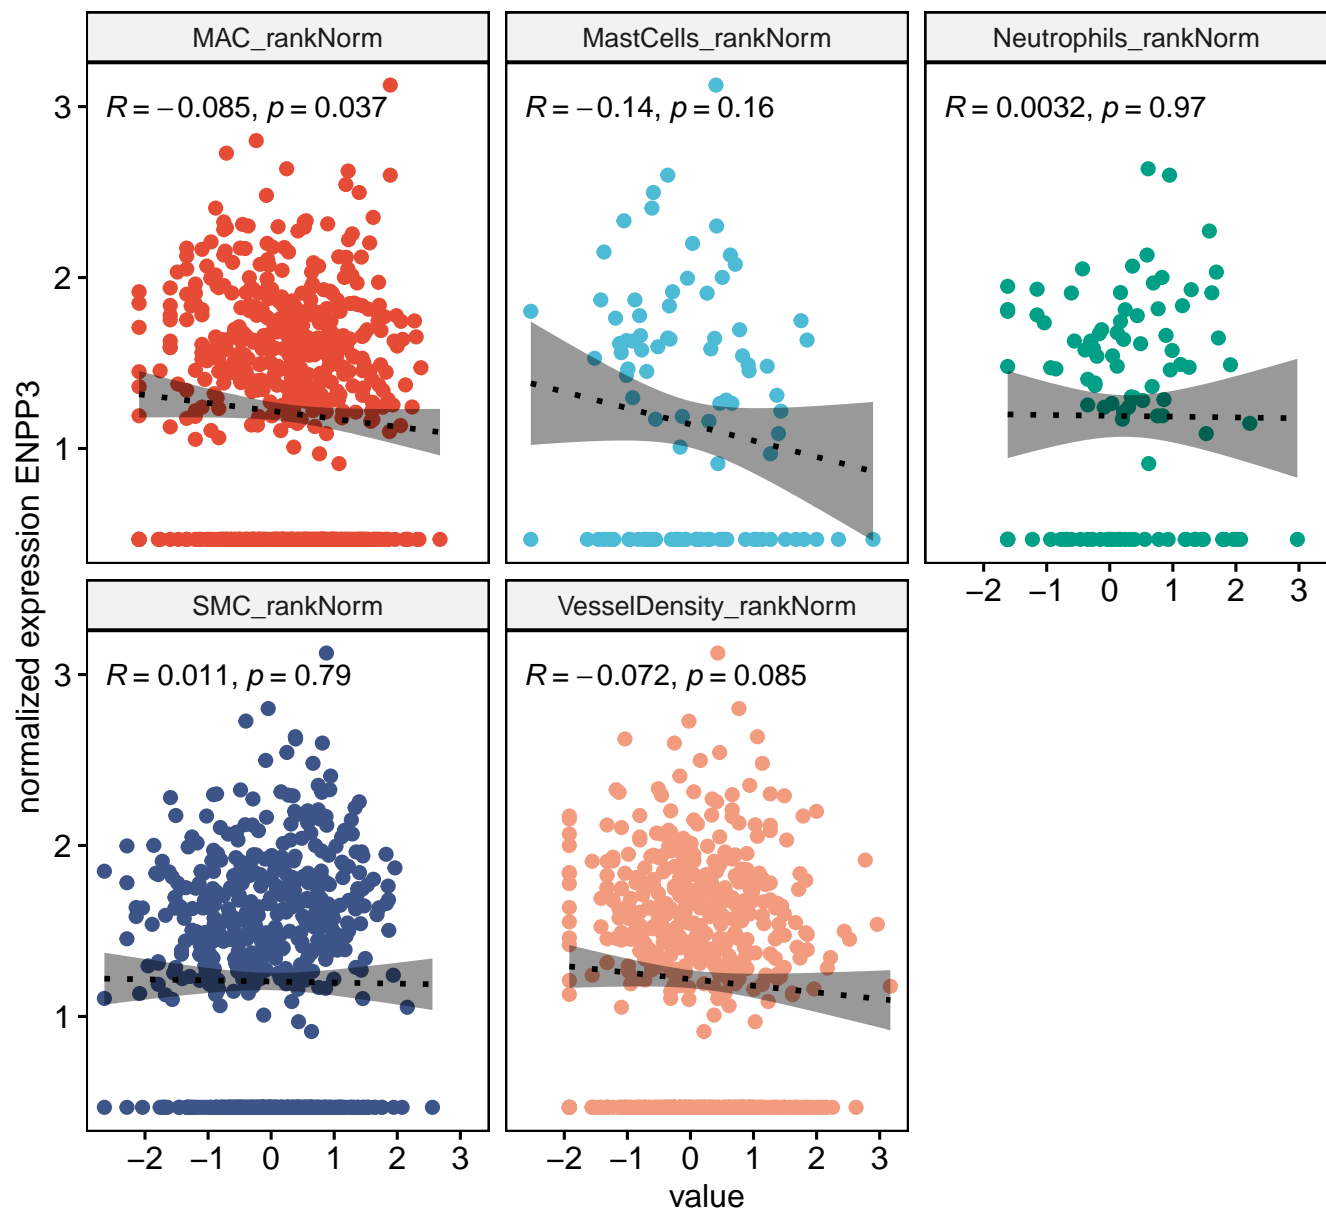 MAC_rankNorm
MastCells_rankNorm
Neutrophils_rankNorm
R = −0.085, p = 0.037
R = −0.14, p = 0.16
R = 0.0032, p = 0.97
3
2
1
−2 −1 0 1 2 3
SMC_rankNorm
VesselDensity_rankNorm
R = 0.011, p = 0.79
R = −0.072, p = 0.085
3
2
1
−2 −1 0 1 2 3
−2 −1 0 1 2 3
value
normalized expression ENPP3